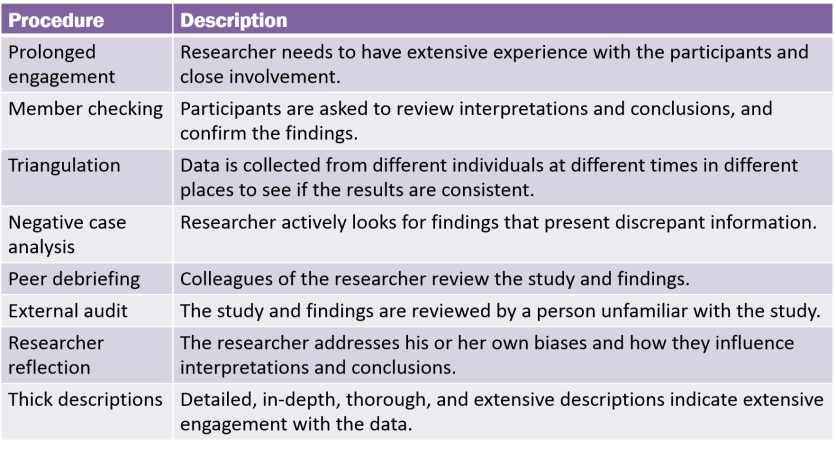 Procedure Description
Prolonged engagement Researcher needs to have extensive experience with the participants and
close involvement.
Member checking Participants are asked to review interpretations and conclusions, and
confirm the findings.
Triangulation Data is collected from different individuals at different times in different
places to see if the results are consistent.
Negative case analysis Researcher actively looks for findings that present discrepant information.
Peer debriefing Colleagues of the researcher review the study and findings.
External audit The study and findings are reviewed by a person unfamiliar with the study.
Researcher reflection The researcher addresses his or her own biases and how they influence
interpretations and conclusions.
Thick descriptions Detailed, in-depth, thorough, and extensive descriptions indicate extensive
engagement with the data.